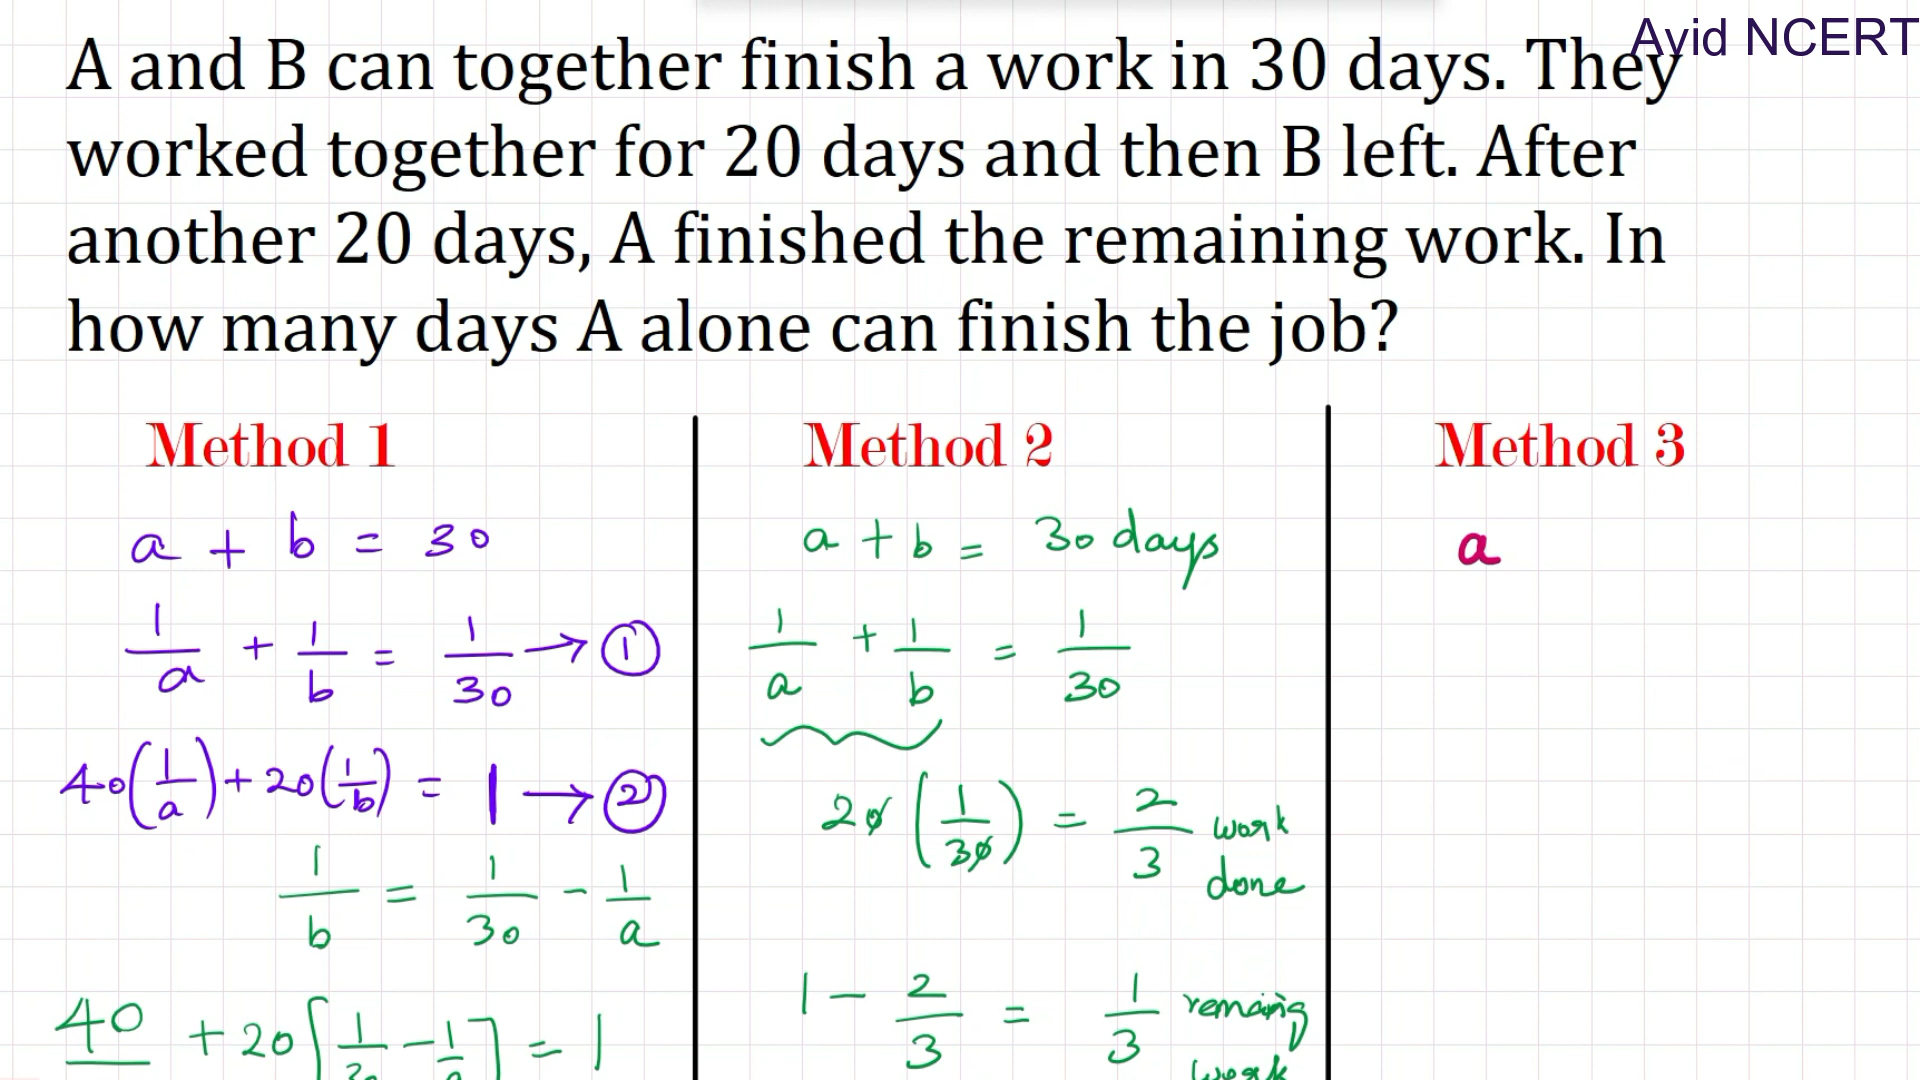 Avid NCERT
A and B can together finish a work in 30 days. They
worked together for 20 days and then B left. After
another 20 days, A finished the remaining work. In
how many days A alone can finish the job?
Method 1
a + b = 30
1/a + 1/b = 1/30 → ①
40(1/a) + 20(1/b) = 1 → ②
1/b = 1/30 - 1/a
40 + 20[1/30 - 1/a] = 1
Method 2
a + b = 30 days
1/a + 1/b = 1/30
20(1/30) = 2/3 work
done
1 - 2/3 = 1/3 remaing
work
Method 3
a